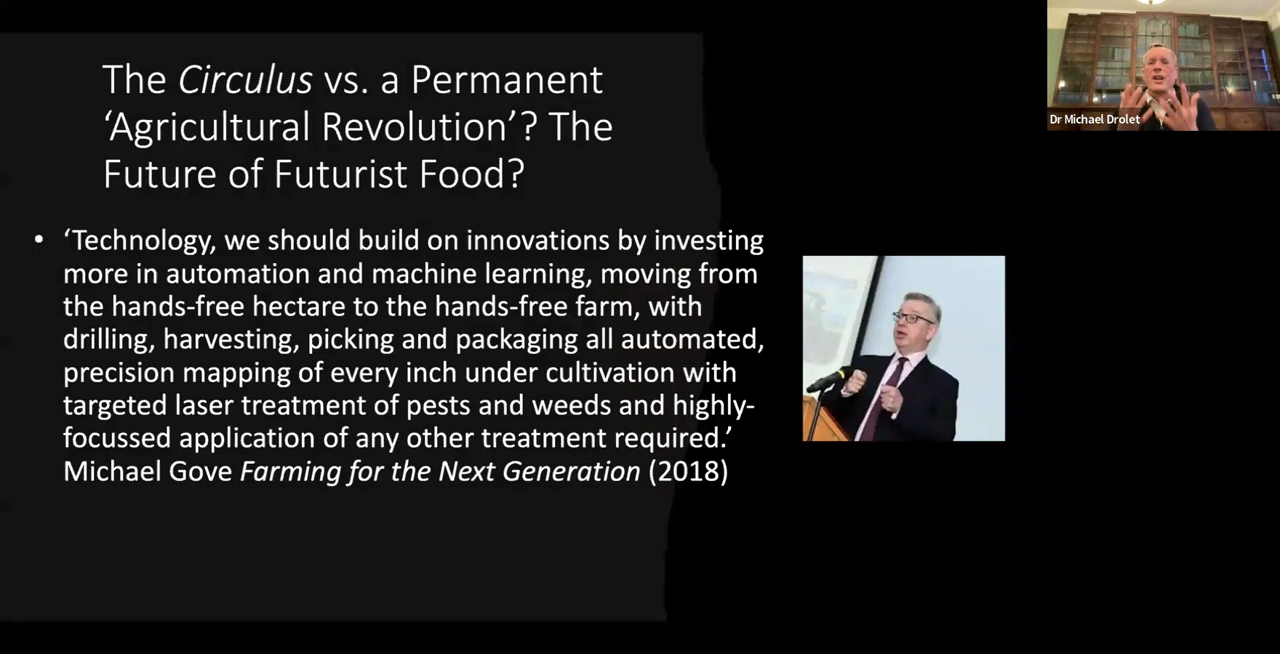 The Circulus vs. a Permanent
‘Agricultural Revolution’? The
Future of Futurist Food?
• ‘Technology, we should build on innovations by investing
more in automation and machine learning, moving from
the hands-free hectare to the hands-free farm, with
drilling, harvesting, picking and packaging all automated,
precision mapping of every inch under cultivation with
targeted laser treatment of pests and weeds and highly-
focussed application of any other treatment required.’
Michael Gove Farming for the Next Generation (2018)
Dr Michael Drolet